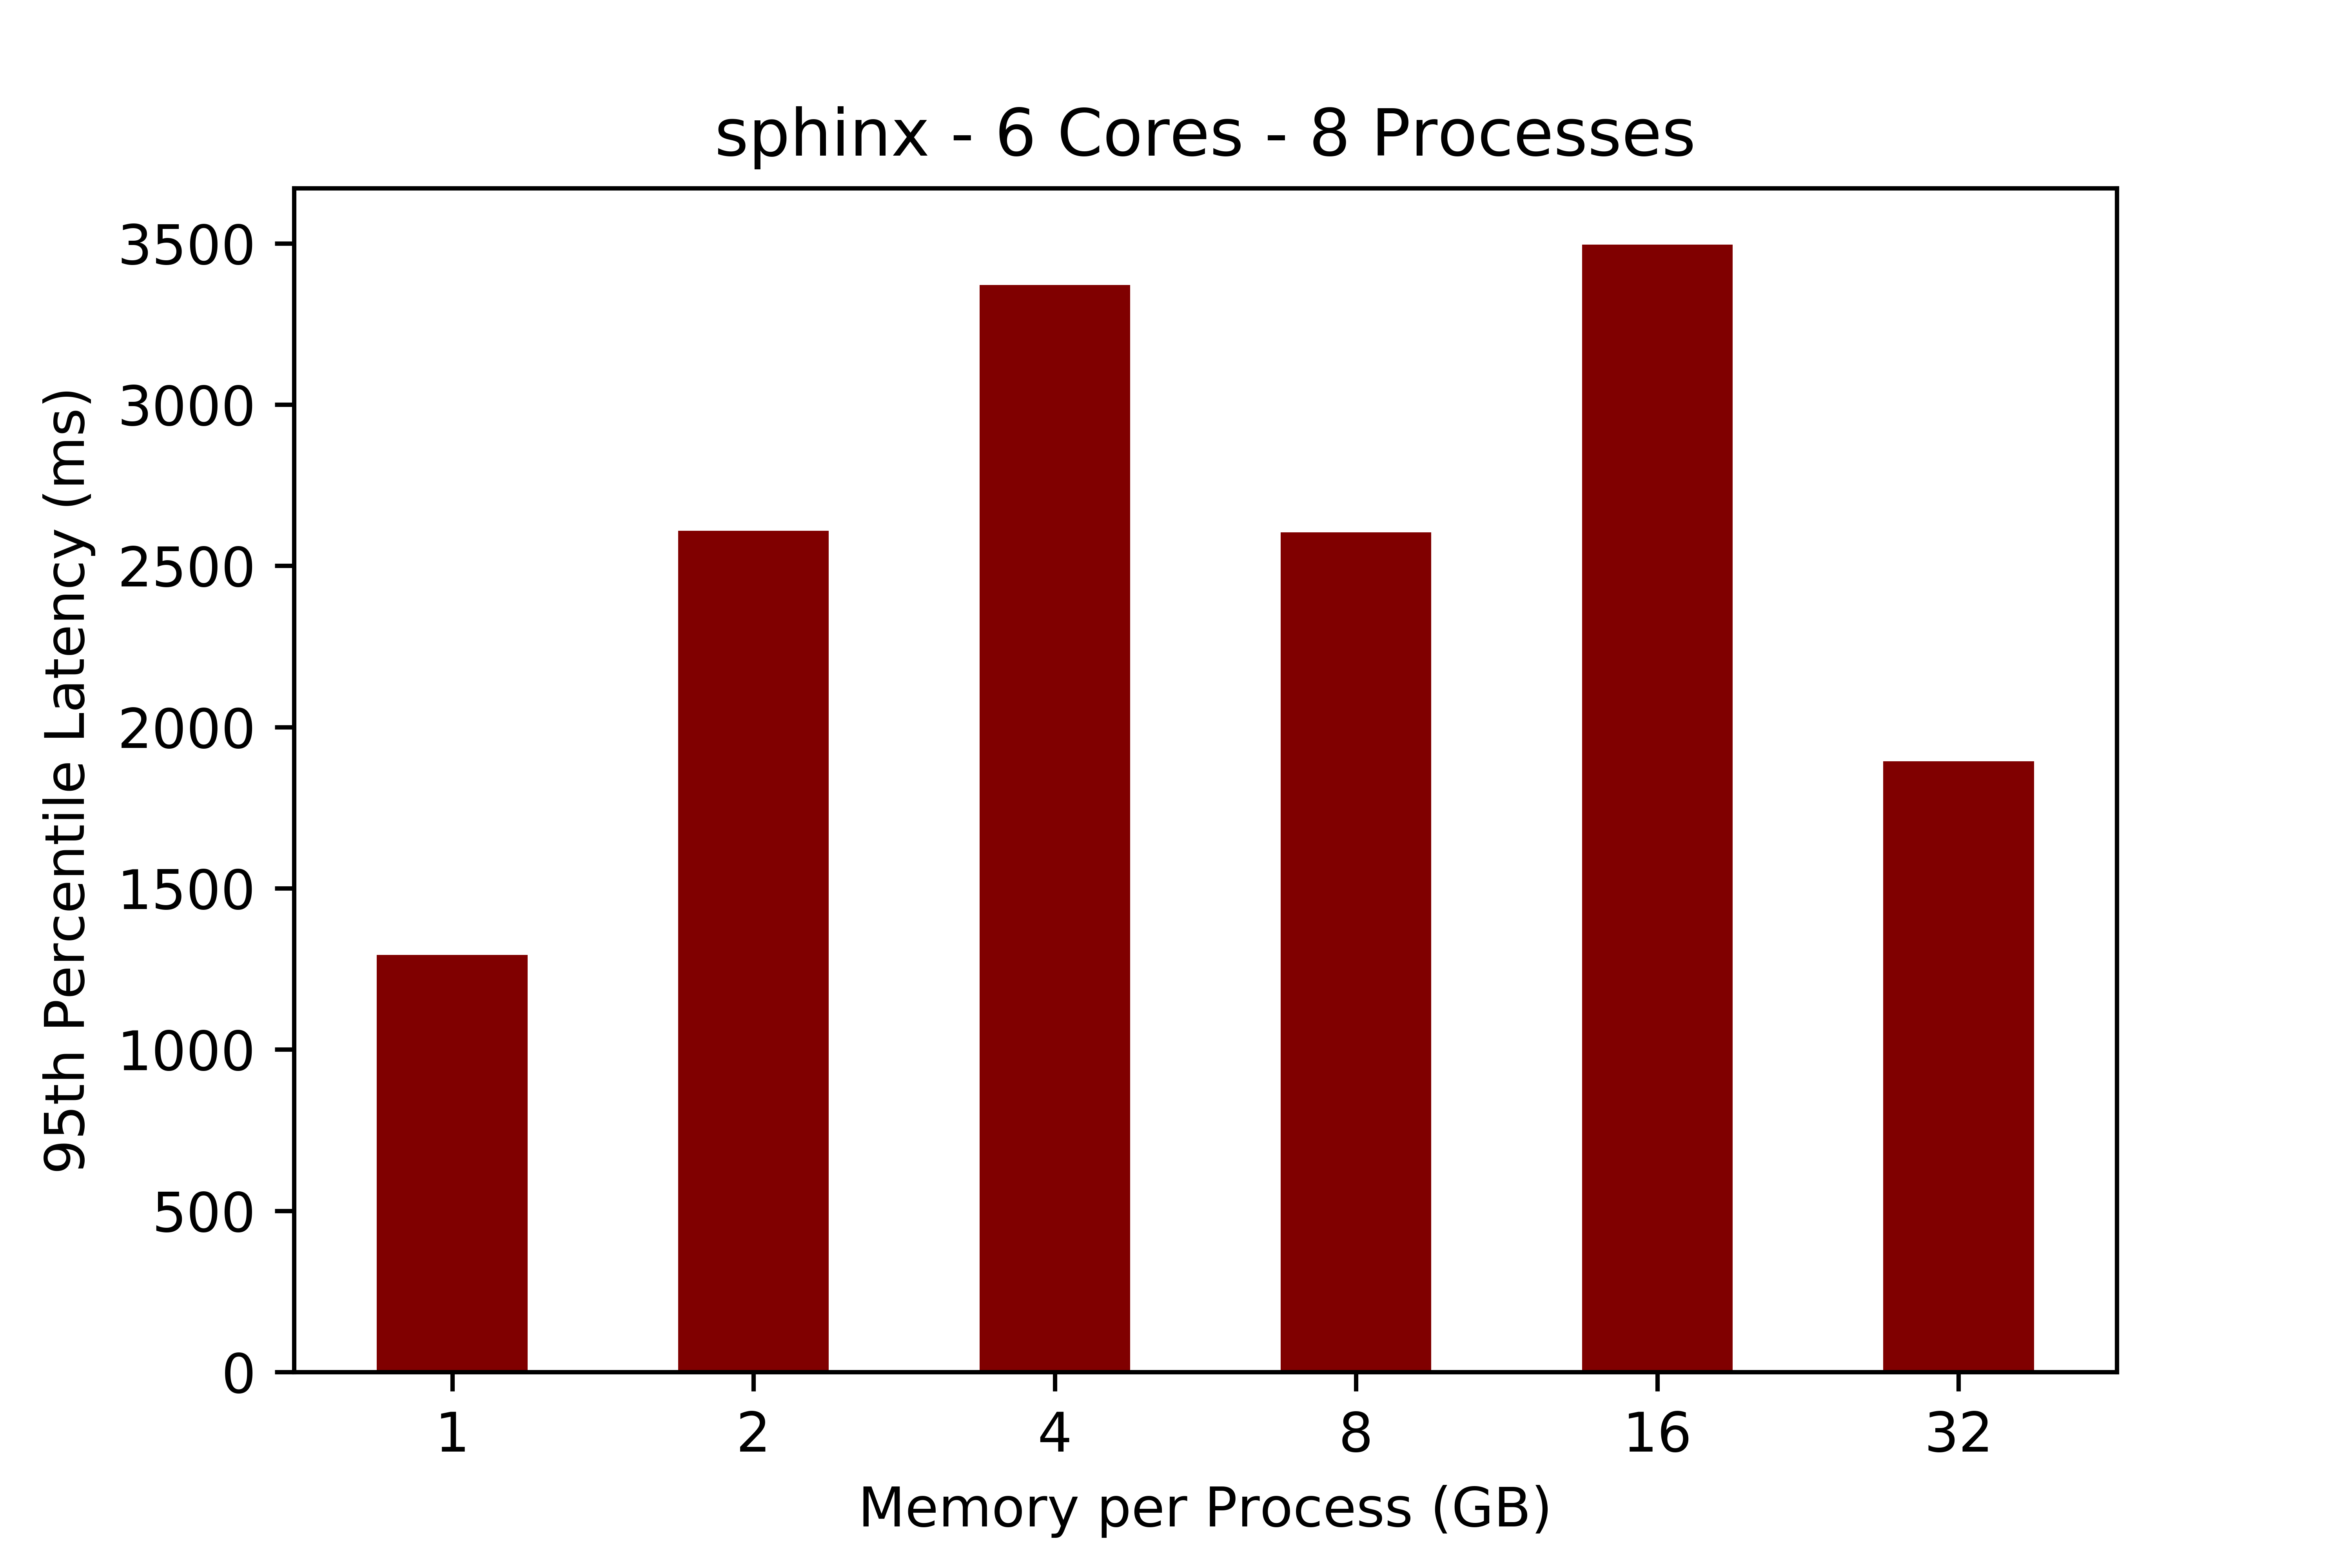 sphinx - 6 Cores - 8 Processes
95th Percentile Latency (ms)
3500
3000
2500
2000
1500
1000
500
0
1 2 4 8 16 32
Memory per Process (GB)